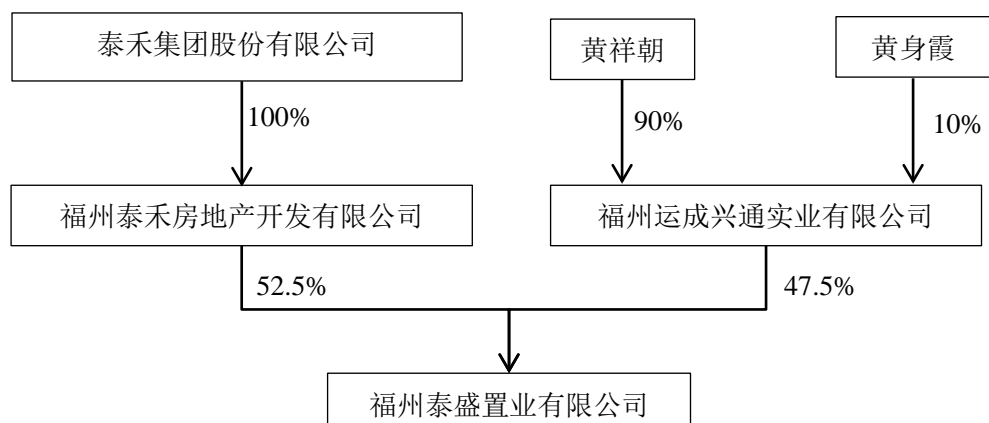 泰禾集团股份有限公司
黄祥朝
黄身霞
100%
90%
10%
福州泰禾房地产开发有限公司
福州运成兴通实业有限公司
52.5%
47.5%
福州泰盛置业有限公司